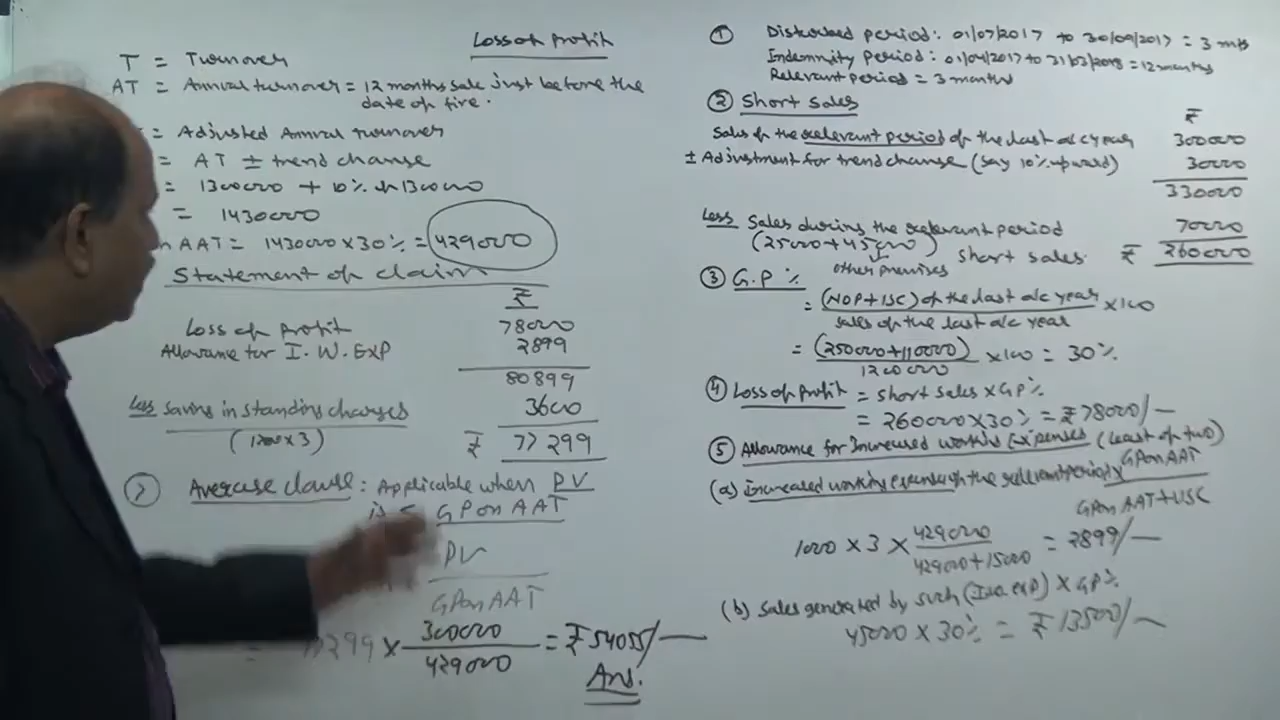 Loss of Profit
T = Turnover
AT = Annual turnover = 12 months sale just before the
date of fire.
= Adjusted Annual turnover
= AT ± trend change
= 1300000 + 10% of 1300000
= 1430000
n AAT = 1430000 X 30% = 429000
Statement of claim
₹
Loss of Profit 78000
Allowance for I.W.EXP 2899
80899
Less Saving in standing charges 3600
(1200 x 3) ₹ 77299
7 Average clause : Applicable when PV
is < GP on AAT
PV
GP on AAT
= 77299 x 300000 / 429000 = ₹ 54055/—
Ans.
1 Disturbed period: 01/07/2017 to 30/09/2017 = 3 mts
Indemnity Period: 01/04/2017 to 31/03/2018 = 12 months
Relevant period = 3 months
2 Short Sales
₹
Sales of the relevant period of the last a/c year 300000
± Adjustment for trend change (say 10% upward) 30000
330000
Less Sales during the relevant period 70000
(25000 + 45000) short sales ₹ 260000
other premises
3 G.P %
= (NOP + ISC) of the last a/c year / sales of the last a/c year x 100
= (250000 + 110000) / 1200000 x 100 = 30%
4 Loss of Profit = Short sales x GP%
= 260000 x 30% = ₹ 78000/—
5 Allowance for Increased working Expenses (least of two)
(a) Increased working expenses of the relevant period x GP on AAT / GP on AAT + USC
1000 x 3 x 429000 / 429000 + 15000 = 2899/—
(b) Sales generated by such (Inc. exp) x GP%
45000 x 30% = ₹ 13500/—